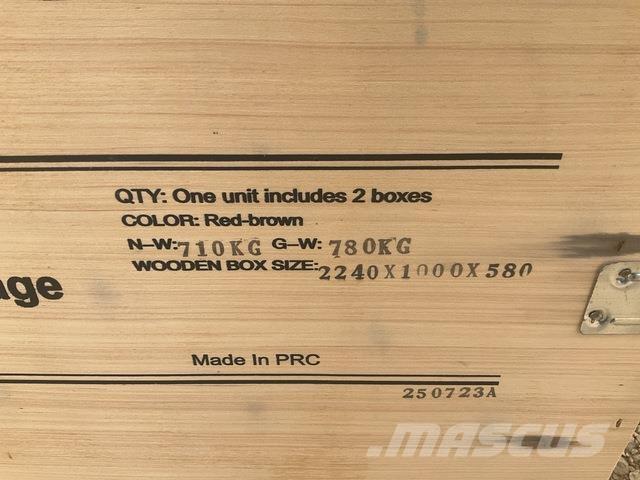 QTY: One unit includes 2 boxes
COLOR: Red-brown
N-W:710KG G-W: 780KG
WOODEN BOX SIZE:2240X1000X580
age
Made In PRC
250723A
MASCUS